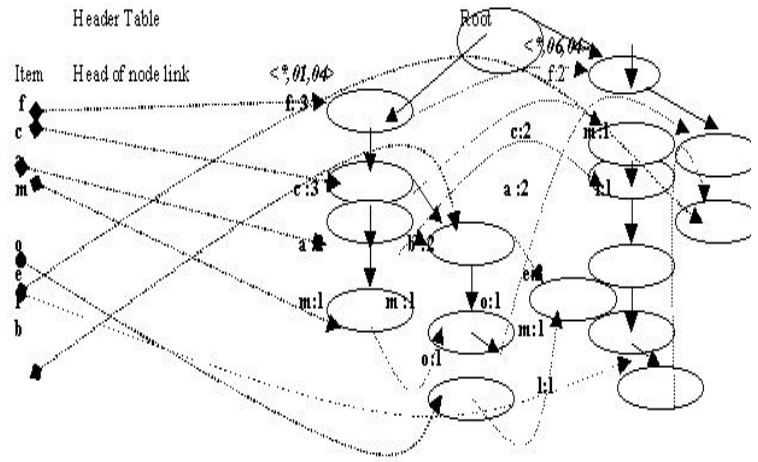 Header Table Root
<*,06,04>
Item Head of node link <*,01,04> f:2
f f:3
c c:2 m:1
a
m c:3 a:2 1:1
o a: b:2
e e:
l m:1 m:1 o:1
b m:1
o:1
l:1